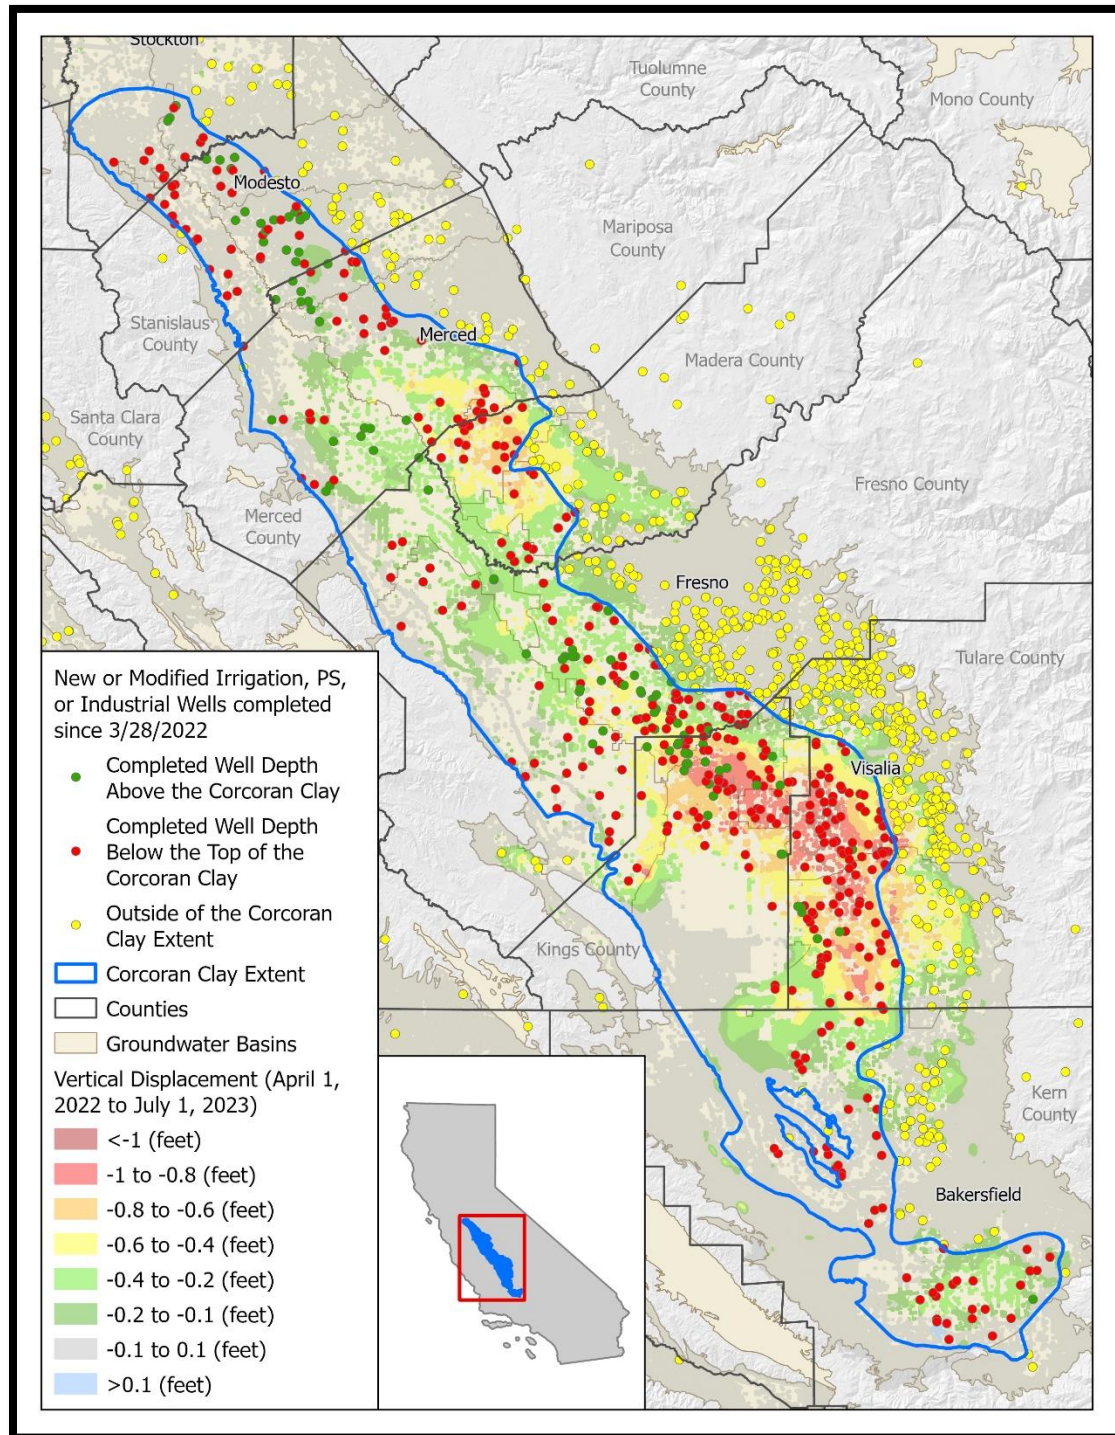 Stockton
Tuolumne
County
Mono County
Modesto
Mariposa
County
Stanislaus
County
Merced
Madera County
Santa Clara
County
Fresno County
Merced
County
Fresno
Tulare County
Visalia
Kings County
Kern
County
Bakersfield
New or Modified Irrigation, PS,
or Industrial Wells completed
since 3/28/2022
Completed Well Depth
Above the Corcoran Clay
Completed Well Depth
Below the Top of the
Corcoran Clay
Outside of the Corcoran
Clay Extent
Corcoran Clay Extent
Counties
Groundwater Basins
Vertical Displacement (April 1,
2022 to July 1, 2023)
<-1 (feet)
-1 to -0.8 (feet)
-0.8 to -0.6 (feet)
-0.6 to -0.4 (feet)
-0.4 to -0.2 (feet)
-0.2 to -0.1 (feet)
-0.1 to 0.1 (feet)
>0.1 (feet)